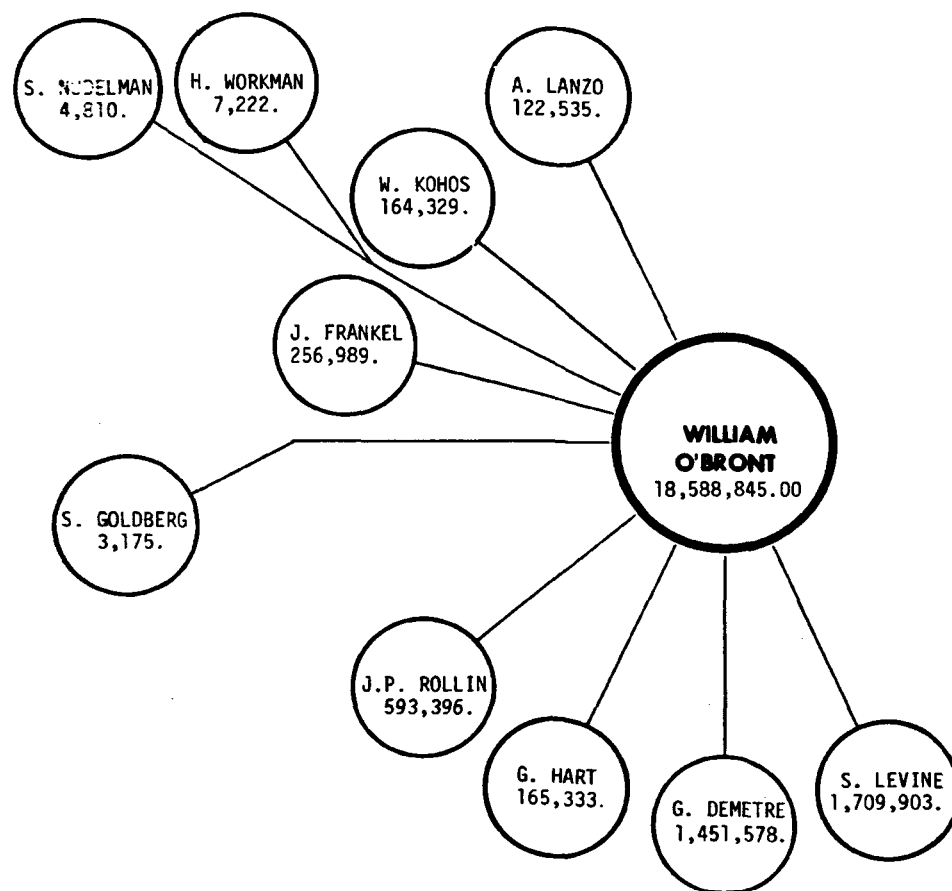 S. NUDELMAN
4,810.
H. WORKMAN
7,222.
A. LANZO
122,535.
W. KOHOS
164,329.
J. FRANKEL
256,989.
WILLIAM
O'BRONT
18,588,845.00
S. GOLDBERG
3,175.
J.P. ROLLIN
593,396.
G. HART
165,333.
G. DEMETRE
1,451,578.
S. LEVINE
1,709,903.